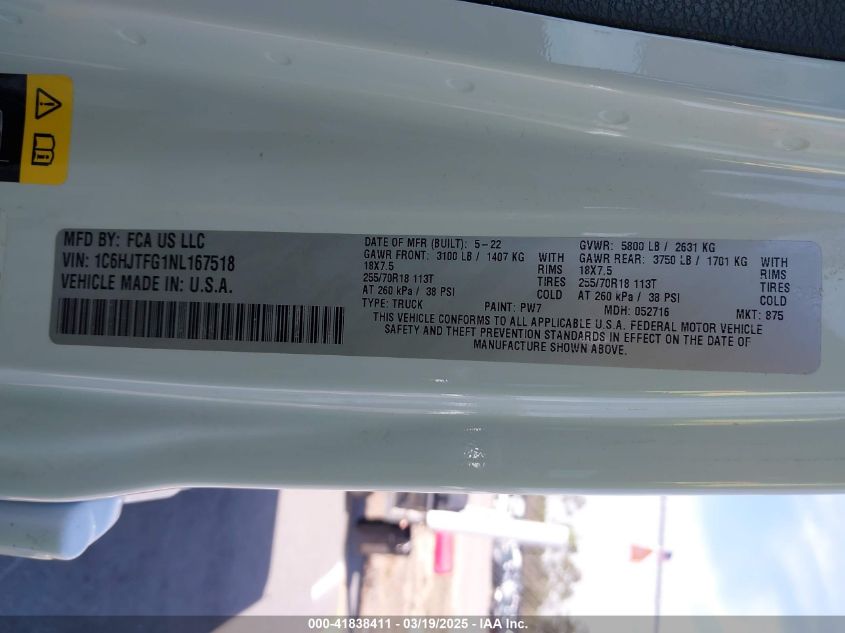 MFD BY: FCA US LLC
VIN: 1C6HJTFG1NL167518
VEHICLE MADE IN U.S.A.
DATE OF MFR (BUILT): 5-22 GVWR: 5800 LB / 2631 KG
GAWR FRONT: 3100 LB / 1407 KG WITH GAWR REAR: 3750 LB / 1701 KG WITH
18X7.5 RIMS 18X7.5 RIMS
255/70R18 113T TIRES 255/70R18 113T TIRES
AT 260 kPa / 38 PSI COLD AT 260 kPa / 38 PSI COLD
TYPE: TRUCK PAINT: PW7 MDH: 052716 MKT: 875
THIS VEHICLE CONFORMS TO ALL APPLICABLE U.S.A. FEDERAL MOTOR VEHICLE
SAFETY AND THEFT PREVENTION STANDARDS IN EFFECT ON THE DATE OF
MANUFACTURE SHOWN ABOVE.
000-41838411 - 03/19/2025 - IAA Inc.